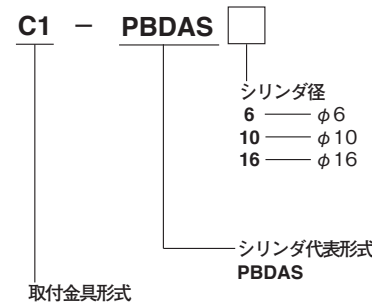 C1 − PBDAS
シリンダ径
6 φ6
10 φ10
16 φ16
シリンダ代表形式
PBDAS
取付金具形式